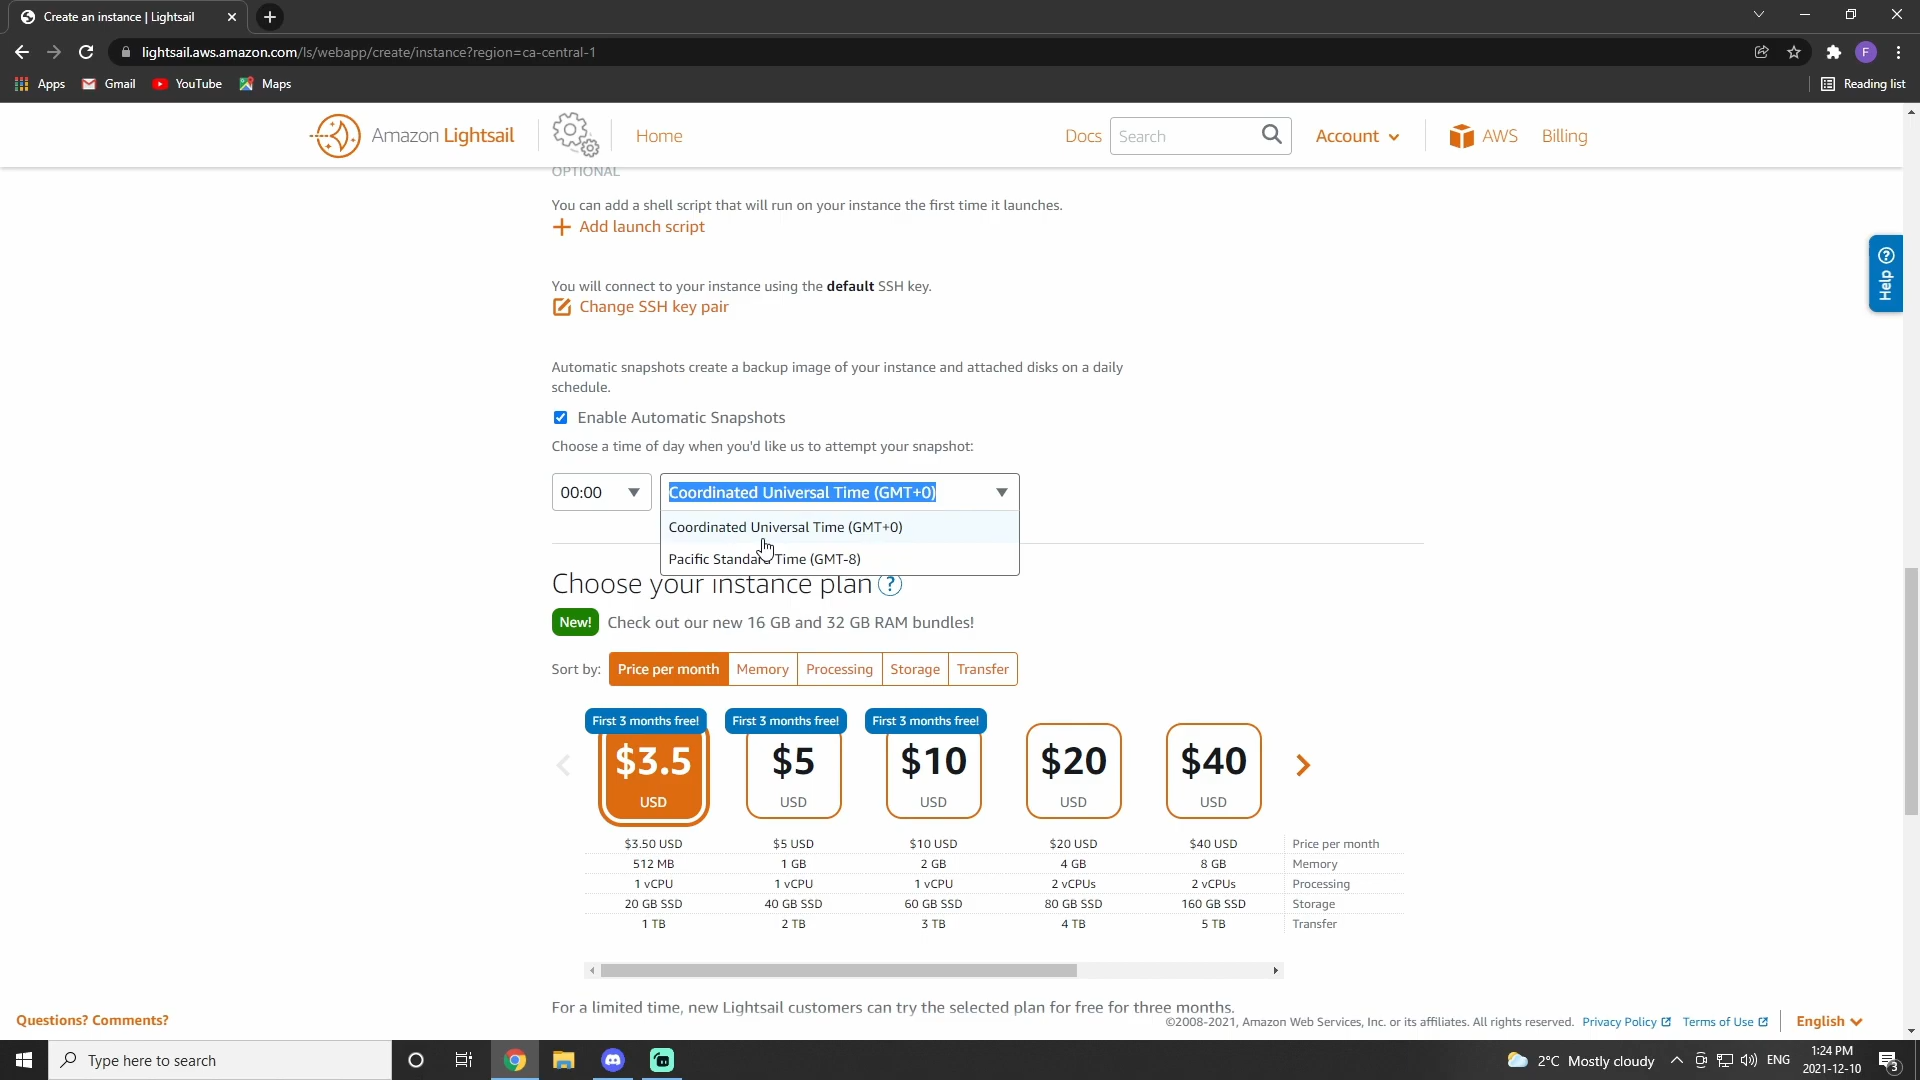 Create an instance | Lightsail
lightsail.aws.amazon.com/ls/webapp/create/instance?region=ca-central-1
F
Apps
Gmail
YouTube
Maps
Reading list
Amazon Lightsail
Home
Docs
Search
Account
AWS
Billing
OPTIONAL
You can add a shell script that will run on your instance the first time it launches.
Add launch script
Help ?
You will connect to your instance using the default SSH key.
Change SSH key pair
Automatic snapshots create a backup image of your instance and attached disks on a daily
schedule.
Enable Automatic Snapshots
Choose a time of day when you'd like us to attempt your snapshot:
00:00
Coordinated Universal Time (GMT+0)
Coordinated Universal Time (GMT+0)
Pacific Standard Time (GMT-8)
Choose your instance plan ?
New! Check out our new 16 GB and 32 GB RAM bundles!
Sort by: Price per month Memory Processing Storage Transfer
First 3 months free! First 3 months free! First 3 months free!
$3.5 $5 $10 $20 $40
USD USD USD USD USD
$3.50 USD $5 USD $10 USD $20 USD $40 USD Price per month
512 MB 1 GB 2 GB 4 GB 8 GB Memory
1 vCPU 1 vCPU 1 vCPU 2 vCPUs 2 vCPUs Processing
20 GB SSD 40 GB SSD 60 GB SSD 80 GB SSD 160 GB SSD Storage
1 TB 2 TB 3 TB 4 TB 5 TB Transfer
For a limited time, new Lightsail customers can try the selected plan for free for three months.
Questions? Comments?
©2008-2021, Amazon Web Services, Inc. or its affiliates. All rights reserved. Privacy Policy Terms of Use English
Type here to search
2°C Mostly cloudy
ENG
1:24 PM
2021-12-10
3